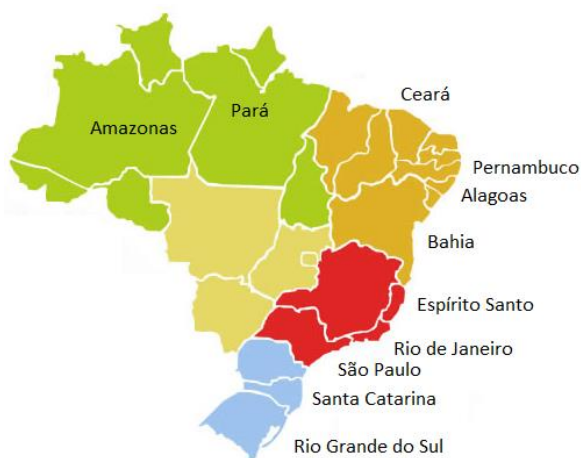 Ceará
Pará
Amazonas
Pernambuco
Alagoas
Bahia
Espírito Santo
Rio de Janeiro
São Paulo
Santa Catarina
Rio Grande do Sul